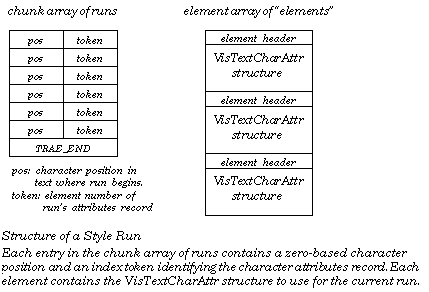 chunk array of runs
pos token
pos token
pos token
pos token
pos token
pos token
TRAE_END
pos: character position in
text where run begins.
token: element number of
run's attributes record
element array of "elements"
element header
VisTextCharAttr
structure
element header
VisTextCharAttr
structure
element header
VisTextCharAttr
structure
Structure of a Style Run
Each entry in the chunk array of runs contains a zero-based character
position and an index token identifying the character attributes record. Each
element contains the VisTextCharAttr structure to use for the current run.